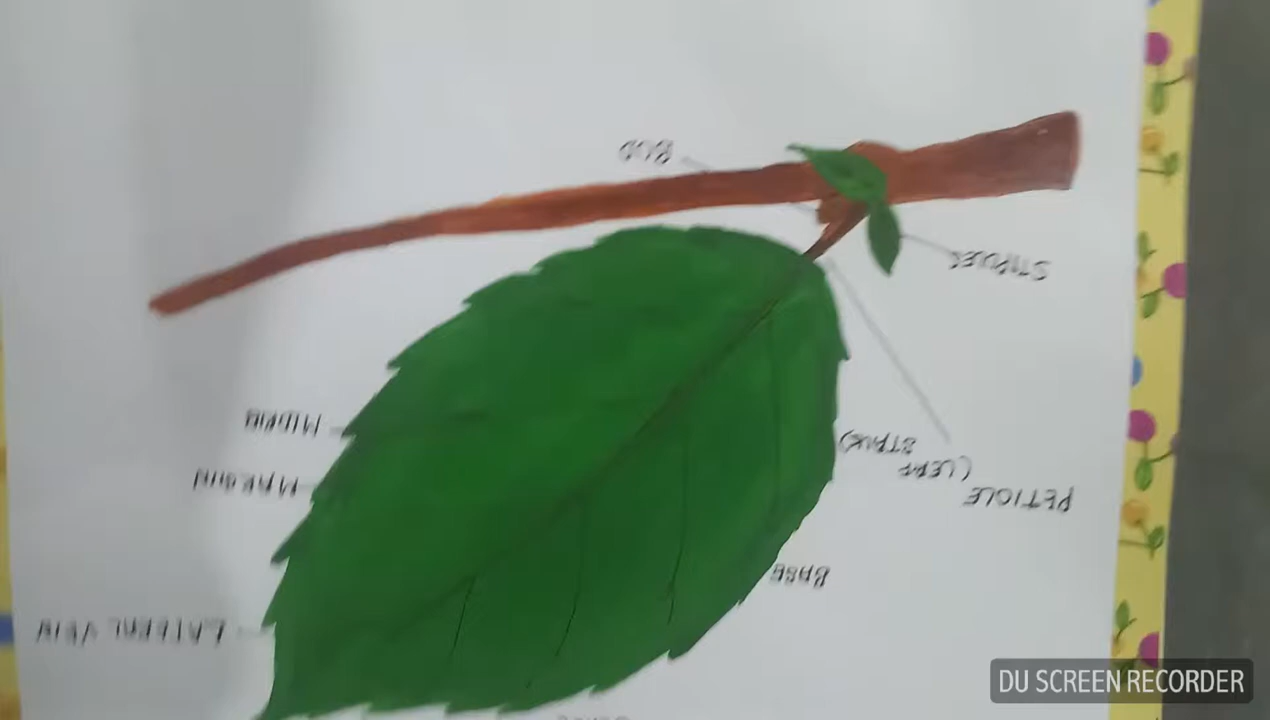 BUD
STIPULES
MIDRIB
MARGIN
(LEAF
STALK)
PETIOLE
BASE
LATERAL VEIN
DU SCREEN RECORDER